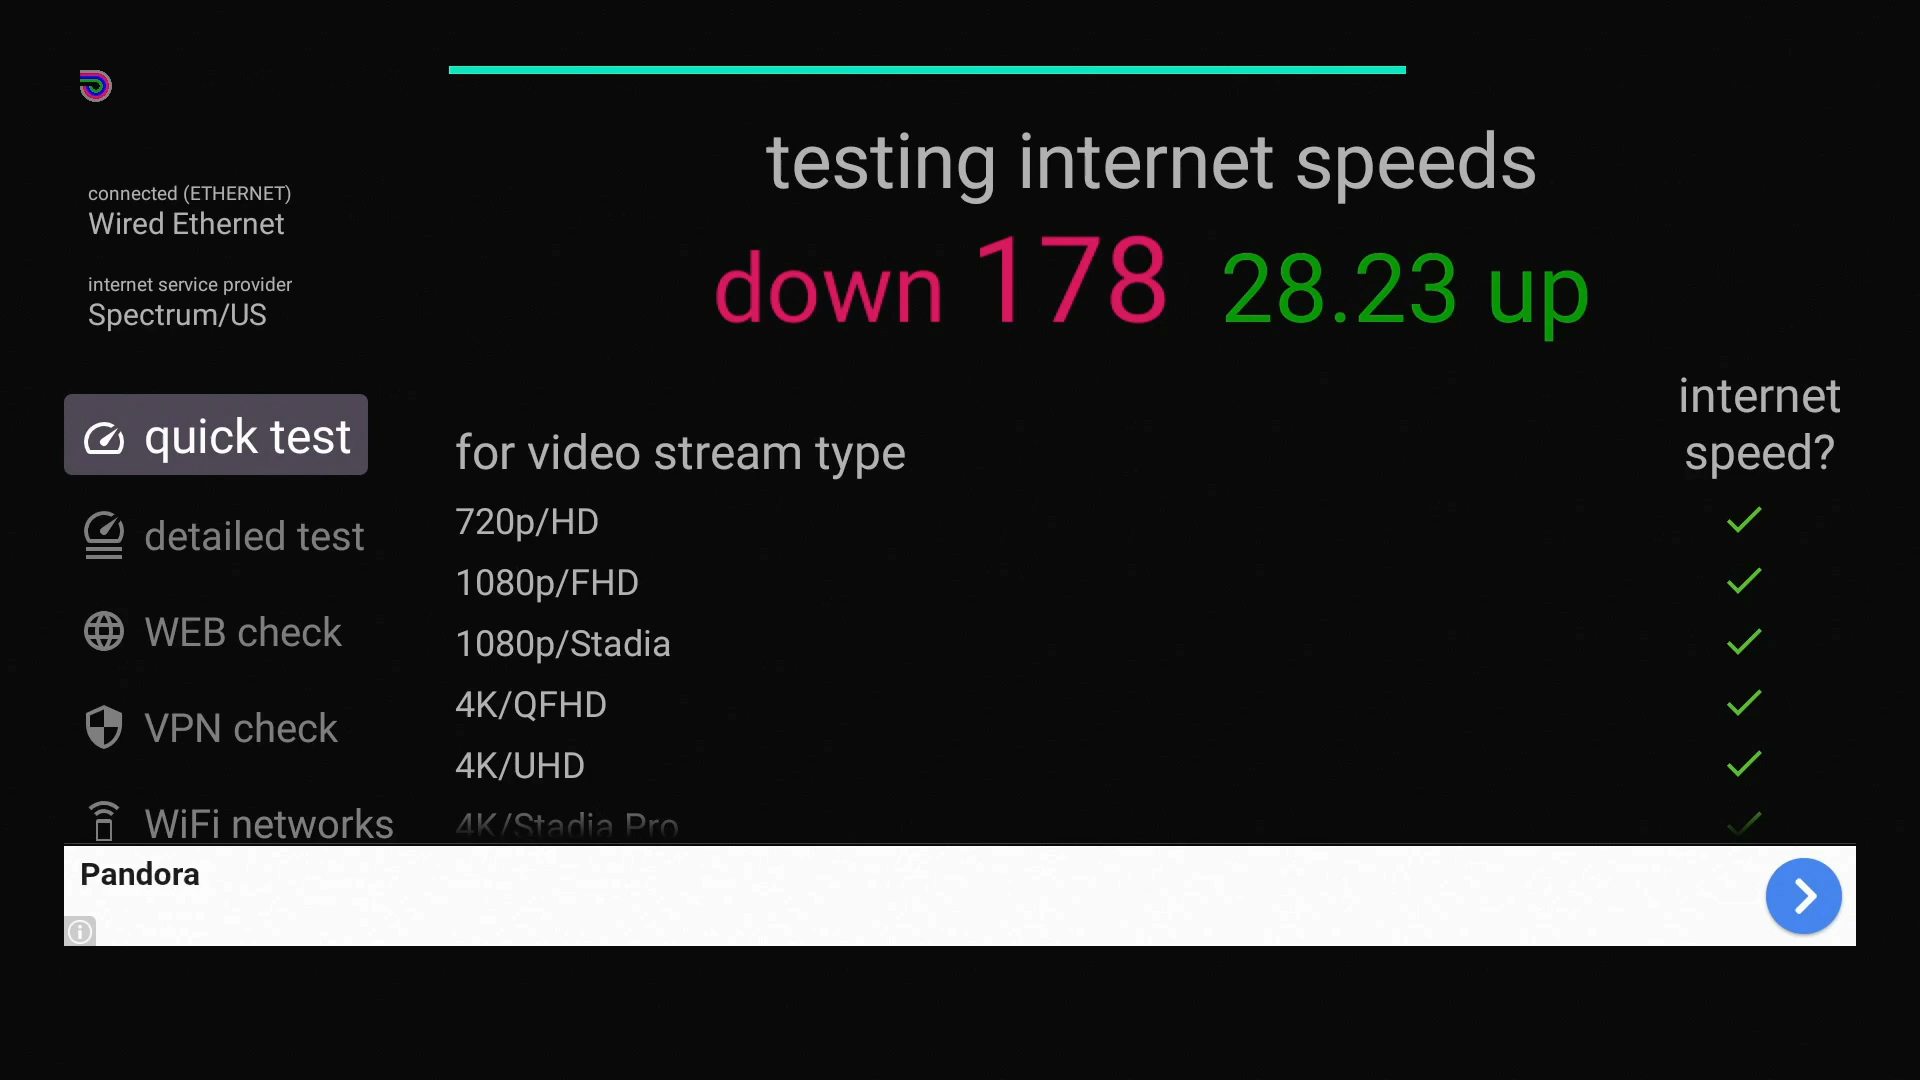 connected (ETHERNET)
Wired Ethernet
internet service provider
Spectrum/US
quick test
detailed test
WEB check
VPN check
WiFi networks
testing internet speeds
down 178 28.23 up
for video stream type
internet
speed?
720p/HD
1080p/FHD
1080p/Stadia
4K/QFHD
4K/UHD
4K/Stadia Pro
Pandora